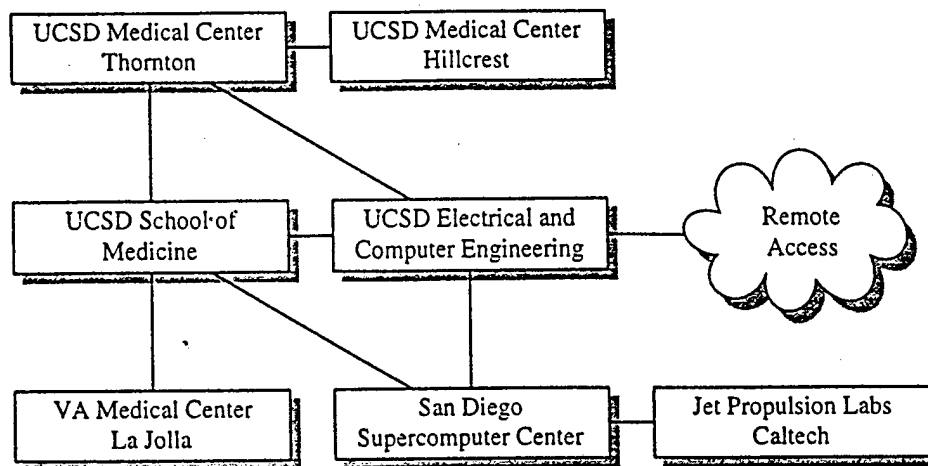 UCSD Medical Center
Thornton
UCSD Medical Center
Hillcrest
UCSD School of
Medicine
UCSD Electrical and
Computer Engineering
Remote
Access
VA Medical Center
La Jolla
San Diego
Supercomputer Center
Jet Propulsion Labs
Caltech